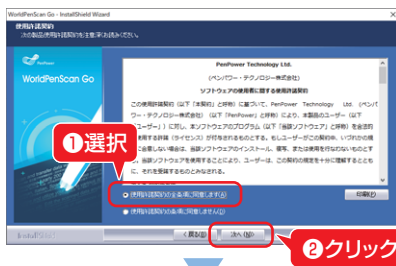 WorldPenScan Go - InstallShield Wizard
使用許諾契約
次の製品使用許諾契約を注意深くお読みください。
PenPower
WorldPenScan Go
PenPower Technology Ltd.
(ペンパワー・テクノロジー株式会社)
ソフトウェアの使用者に関する使用許諾契約
この使用許諾契約（以下「本契約」と呼称）に基づいて、PenPower Technology Ltd.（ペンパ
ワー・テクノロジー株式会社）（以下「PenPower」と呼称）により、本製品のユーザー（以下
「ユーザー」）に対し、本ソフトウェアのプログラム（以下「当該ソフトウェア」と呼称）を合法的
使用する許諾（ライセンス）が付与されるものとする。もしユーザーがこの契約中、いづれかの規
に合意しない場合は、当該ソフトウェアのインストール、複写、または使用を行なわないものとす
。当該ソフトウェアを使用することにより、ユーザーは、この契約の規定を十分に理解するととも
に、それを受諾するものとみなされる。
❶選択
使用許諾契約の全条項に同意します(A)
印刷(P)
使用許諾契約の条項に同意しません(D)
InstallShield
< 戻る(B)
次へ(N)>
❷クリック